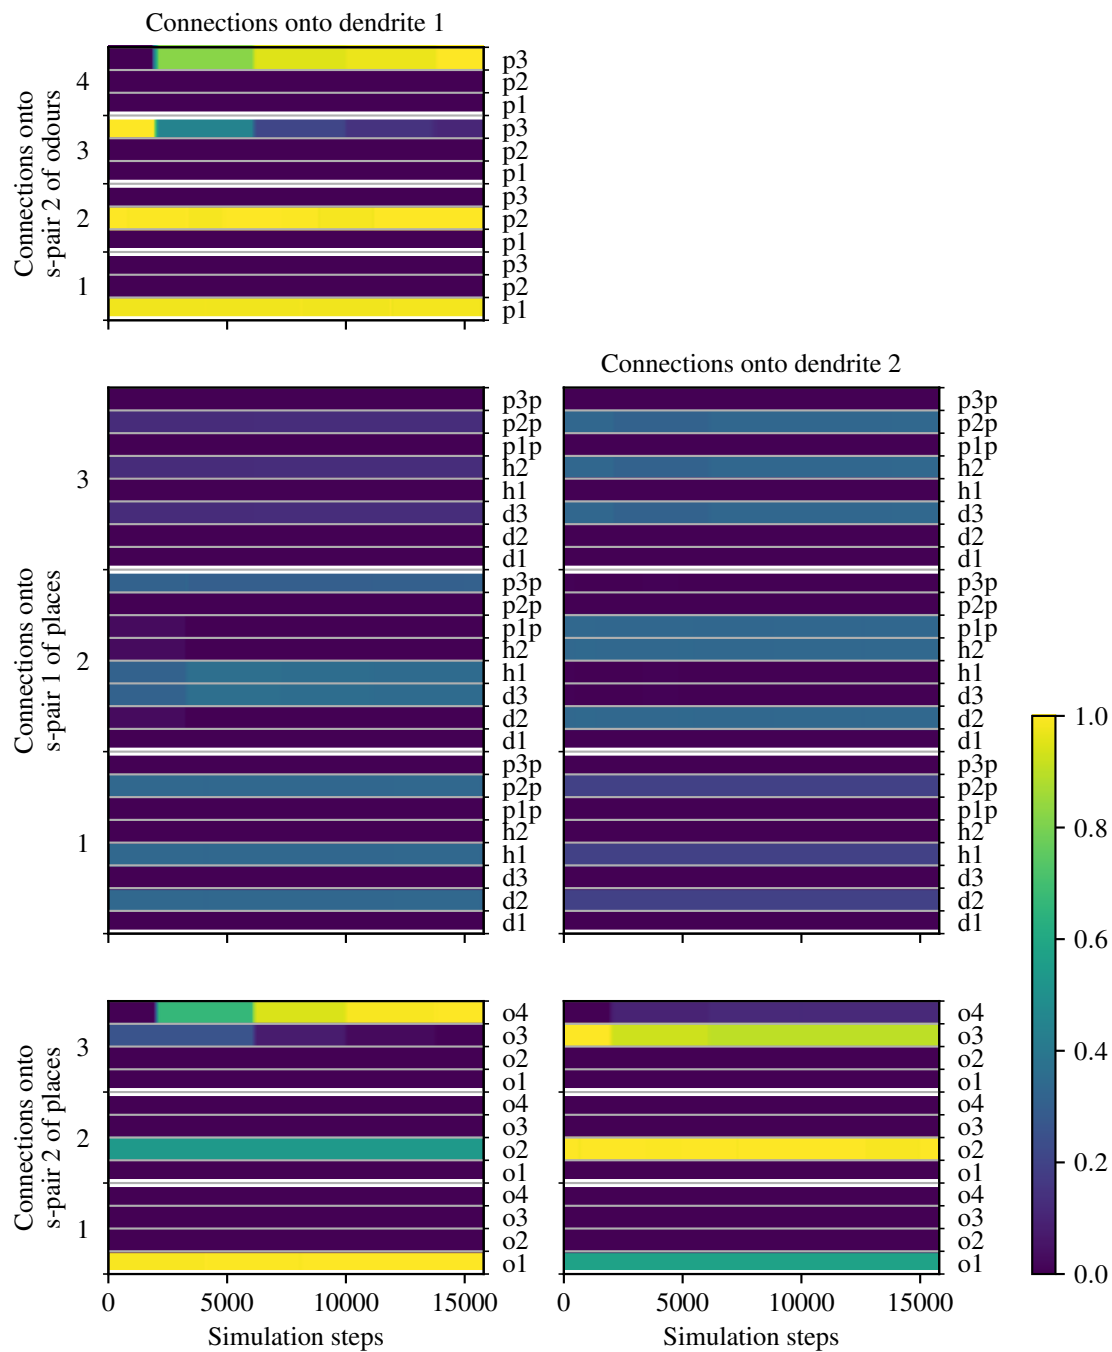 Connections onto dendrite 1
Connections onto
s-pair 2 of odours
4
3
2
1
p3
p2
p1
p3
p2
p1
p3
p2
p1
p3
p2
p1
Connections onto dendrite 2
Connections onto
s-pair 1 of places
3
2
1
p3p
p2p
p1p
h2
h1
d3
d2
d1
p3p
p2p
p1p
h2
h1
d3
d2
d1
p3p
p2p
p1p
h2
h1
d3
d2
d1
p3p
p2p
p1p
h2
h1
d3
d2
d1
p3p
p2p
p1p
h2
h1
d3
d2
d1
p3p
p2p
p1p
h2
h1
d3
d2
d1
Connections onto
s-pair 2 of places
3
2
1
o4
o3
o2
o1
o4
o3
o2
o1
o4
o3
o2
o1
0 5000 10000 15000
Simulation steps
o4
o3
o2
o1
o4
o3
o2
o1
o4
o3
o2
o1
0 5000 10000 15000
Simulation steps
1.0
0.8
0.6
0.4
0.2
0.0